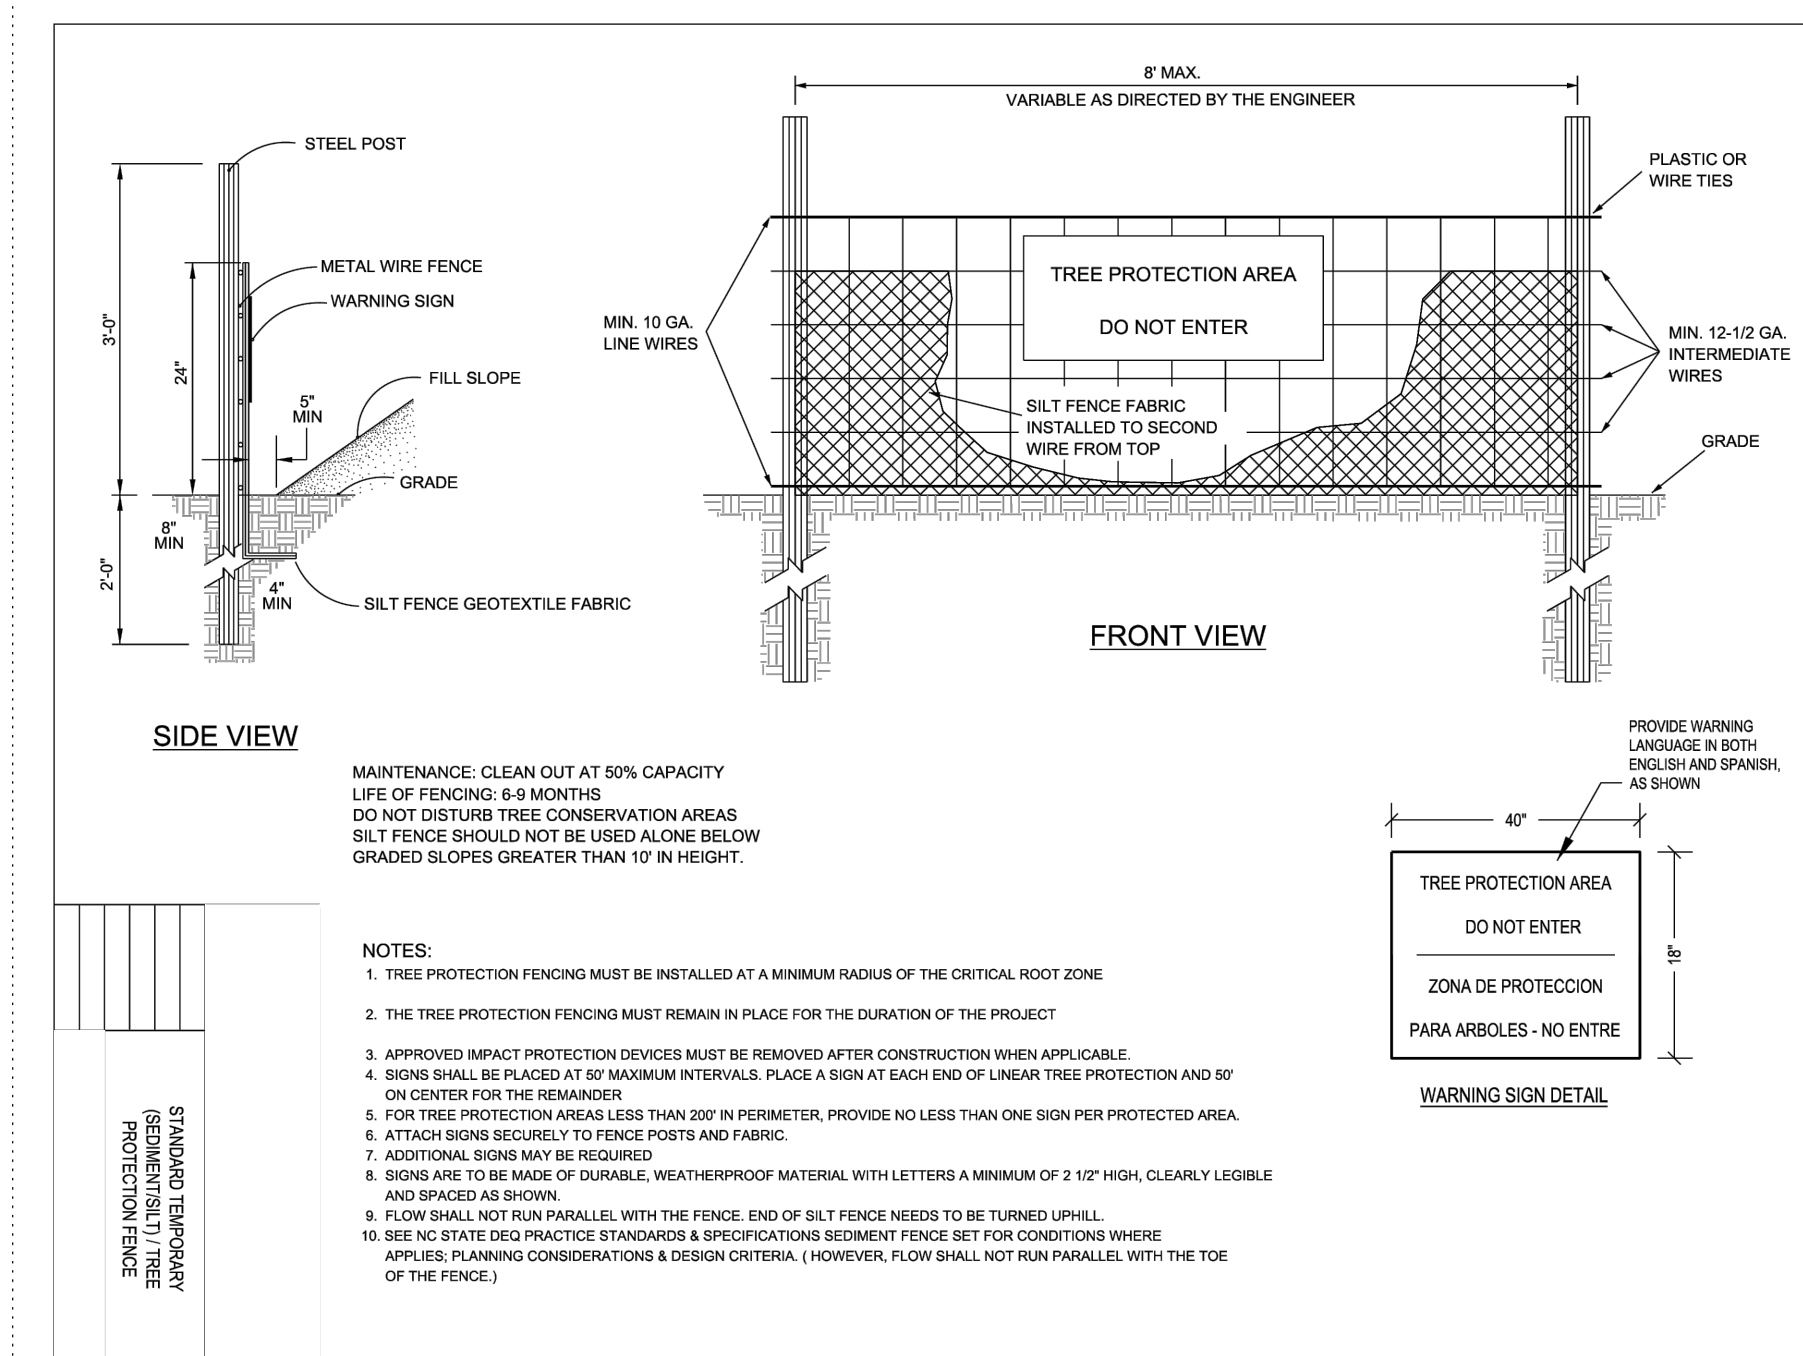 8' MAX.
VARIABLE AS DIRECTED BY THE ENGINEER
STEEL POST
PLASTIC OR
WIRE TIES
METAL WIRE FENCE
WARNING SIGN
3'-0"
24"
FILL SLOPE
5"
MIN
GRADE
8"
MIN
2'-0"
4"
MIN
SILT FENCE GEOTEXTILE FABRIC
SIDE VIEW
MIN. 10 GA.
LINE WIRES
TREE PROTECTION AREA
DO NOT ENTER
SILT FENCE FABRIC
INSTALLED TO SECOND
WIRE FROM TOP
MIN. 12-1/2 GA.
INTERMEDIATE
WIRES
GRADE
FRONT VIEW
MAINTENANCE: CLEAN OUT AT 50% CAPACITY
LIFE OF FENCING: 6-9 MONTHS
DO NOT DISTURB TREE CONSERVATION AREAS
SILT FENCE SHOULD NOT BE USED ALONE BELOW
GRADED SLOPES GREATER THAN 10' IN HEIGHT.
PROVIDE WARNING
LANGUAGE IN BOTH
ENGLISH AND SPANISH,
AS SHOWN
40"
TREE PROTECTION AREA
DO NOT ENTER
ZONA DE PROTECCION
PARA ARBOLES - NO ENTRE
18"
WARNING SIGN DETAIL
NOTES:
1. TREE PROTECTION FENCING MUST BE INSTALLED AT A MINIMUM RADIUS OF THE CRITICAL ROOT ZONE
2. THE TREE PROTECTION FENCING MUST REMAIN IN PLACE FOR THE DURATION OF THE PROJECT
3. APPROVED IMPACT PROTECTION DEVICES MUST BE REMOVED AFTER CONSTRUCTION WHEN APPLICABLE.
4. SIGNS SHALL BE PLACED AT 50' MAXIMUM INTERVALS. PLACE A SIGN AT EACH END OF LINEAR TREE PROTECTION AND 50'
ON CENTER FOR THE REMAINDER
5. FOR TREE PROTECTION AREAS LESS THAN 200' IN PERIMETER, PROVIDE NO LESS THAN ONE SIGN PER PROTECTED AREA.
6. ATTACH SIGNS SECURELY TO FENCE POSTS AND FABRIC.
7. ADDITIONAL SIGNS MAY BE REQUIRED
8. SIGNS ARE TO BE MADE OF DURABLE, WEATHERPROOF MATERIAL WITH LETTERS A MINIMUM OF 2 1/2" HIGH, CLEARLY LEGIBLE
AND SPACED AS SHOWN.
9. FLOW SHALL NOT RUN PARALLEL WITH THE FENCE. END OF SILT FENCE NEEDS TO BE TURNED UPHILL.
10. SEE NC STATE DEQ PRACTICE STANDARDS & SPECIFICATIONS SEDIMENT FENCE SET FOR CONDITIONS WHERE
APPLIES; PLANNING CONSIDERATIONS & DESIGN CRITERIA. ( HOWEVER, FLOW SHALL NOT RUN PARALLEL WITH THE TOE
OF THE FENCE.)
STANDARD TEMPORARY
(SEDIMENT/SILT) / TREE
PROTECTION FENCE